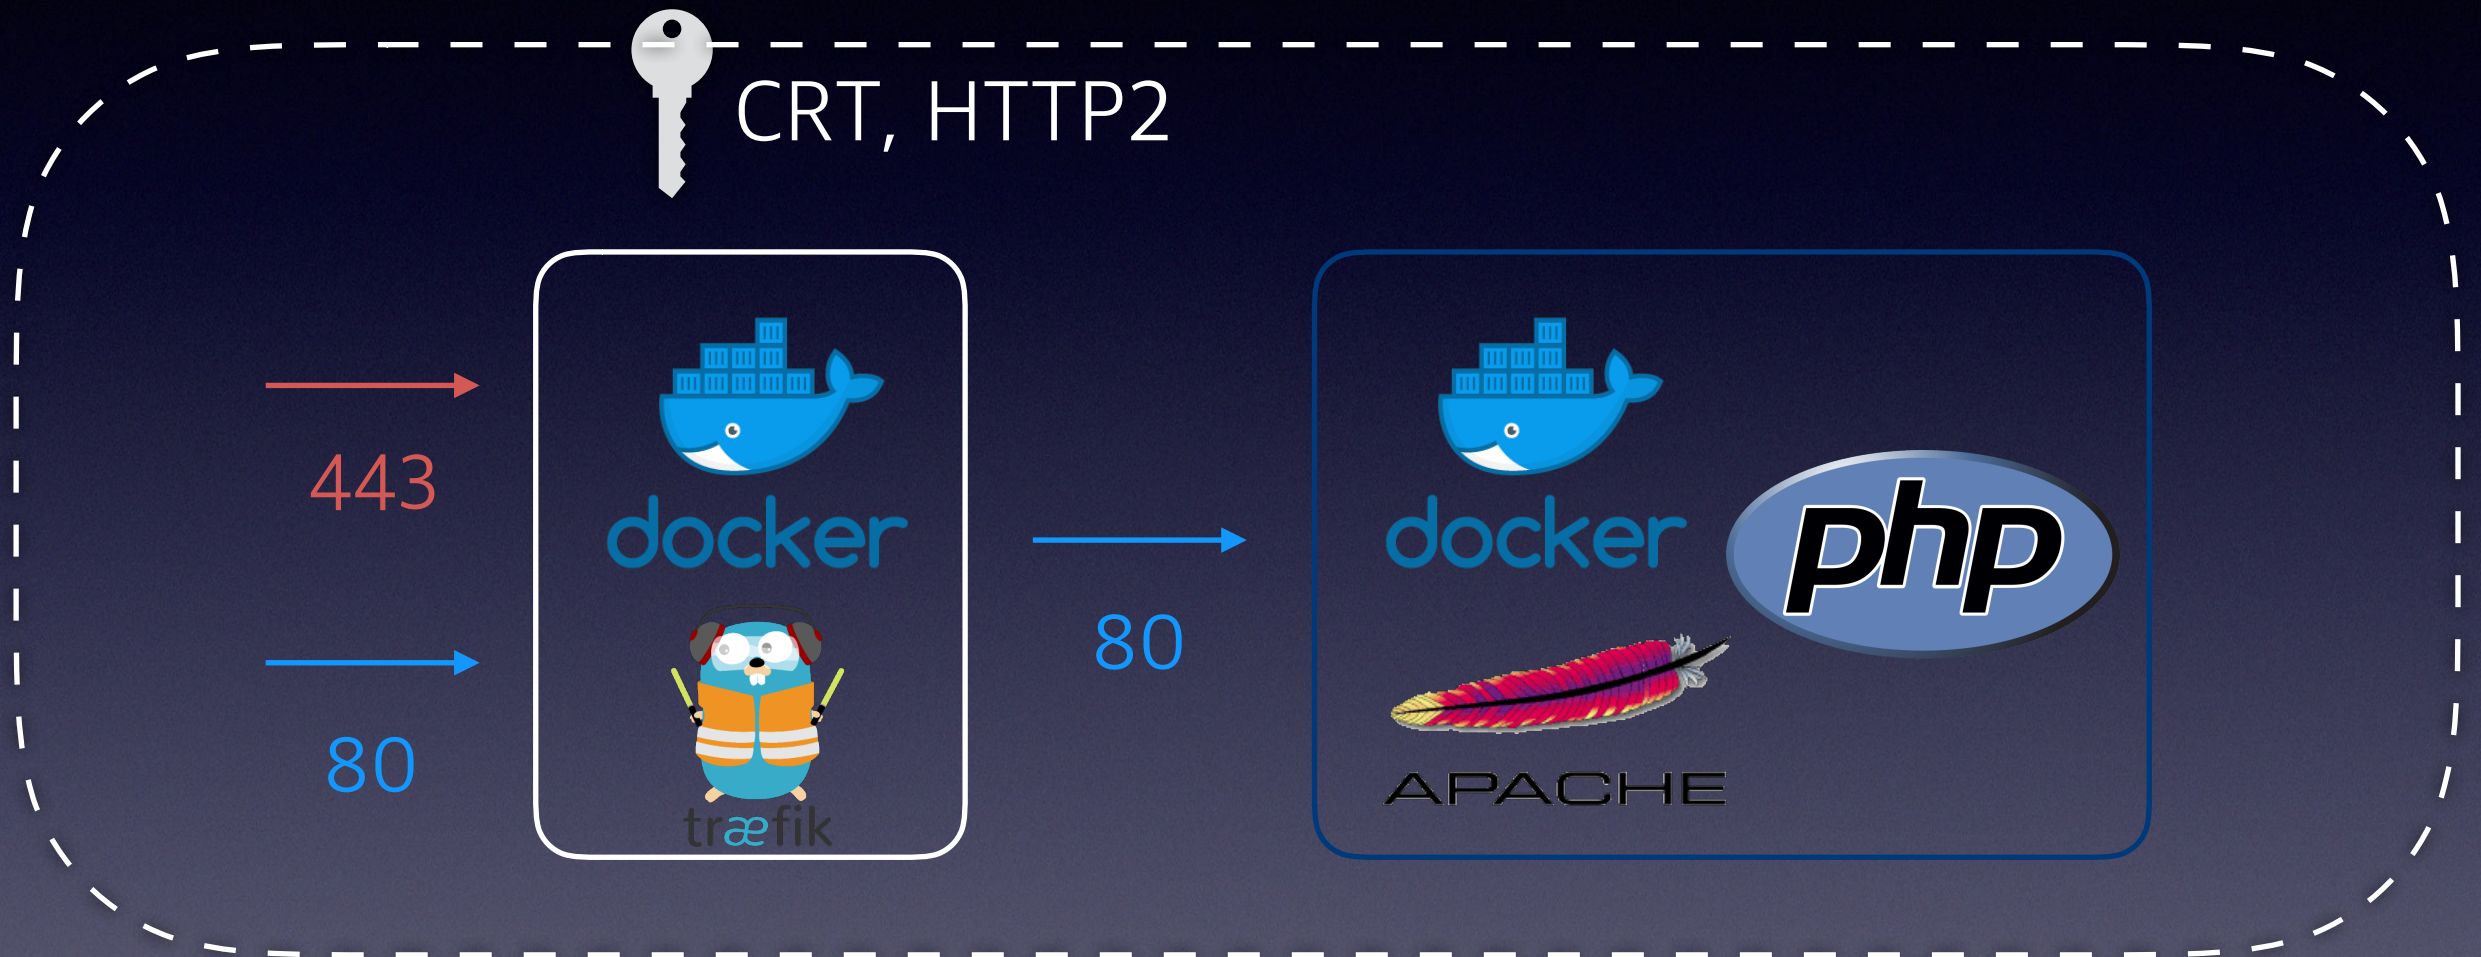 CRT, HTTP2
443
80
docker
træfik
80
docker
php
APACHE